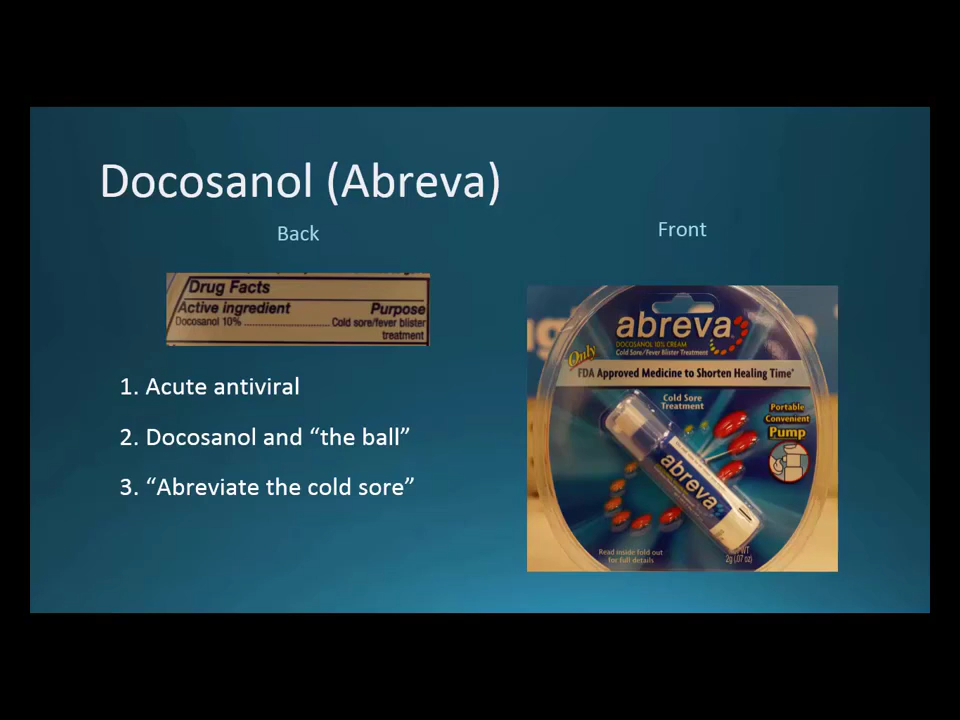 Docosanol (Abreva)
Back
Drug Facts
Active ingredient Purpose
Docosanol 10% ........................ Cold sore/fever blister
treatment
1. Acute antiviral
2. Docosanol and “the ball”
3. “Abreviate the cold sore”
Front
abreva
DOCOSANOL 10% CREAM
Cold Sore/Fever Blister Treatment
Only
FDA Approved Medicine to Shorten Healing Time*
Cold Sore
Treatment
Portable
Convenient
Pump
abreva
Read inside fold out
for full details
NET WT
2g (.07 oz)